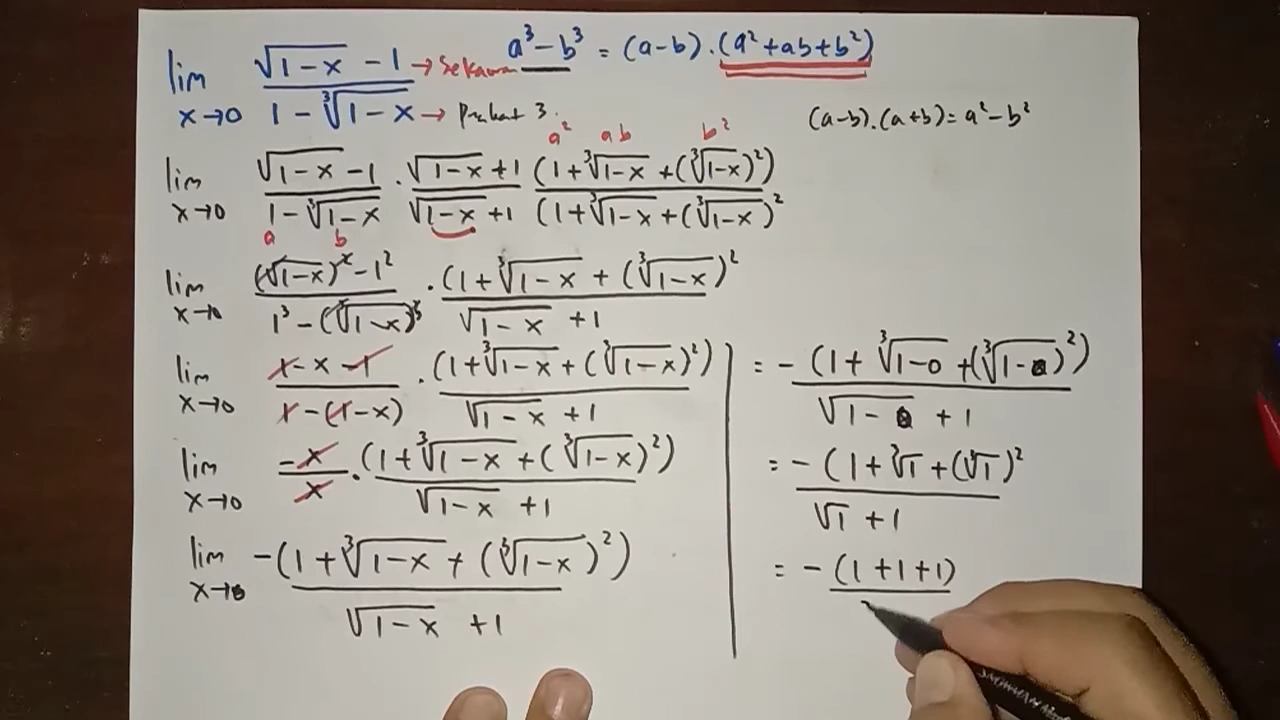 lim x→0 (√(1-x) - 1)/(1 - ∛(1-x)) → Sekawan → Pangkat 3.
a³ - b³ = (a-b).(a²+ab+b²)
(a-b).(a+b) = a² - b²
a² ab b²
lim x→0 (√(1-x) - 1)/(1 - ∛(1-x)) . (√(1-x) + 1)/(√(1-x) + 1) (1 + ∛(1-x) + (∛(1-x))²)/(1 + ∛(1-x) + (∛(1-x))²
a b
lim x→0 ((√(1-x))² - 1²)/(1³ - (∛(1-x))³) . (1 + ∛(1-x) + (∛(1-x))²/(√(1-x) + 1)
lim x→0 (1 - x - 1)/(1 - (1-x)) . (1 + ∛(1-x) + (∛(1-x))²)/(√(1-x) + 1)
lim x→0 -x/x . (1 + ∛(1-x) + (∛(1-x))²)/(√(1-x) + 1)
lim x→0 -(1 + ∛(1-x) + (∛(1-x))²)/(√(1-x) + 1)
= -(1 + ∛(1-0) + (∛(1-0))²)/(√(1-0) + 1)
= -(1 + ∛1 + (∛1)²/(√1 + 1)
= -(1+1+1)